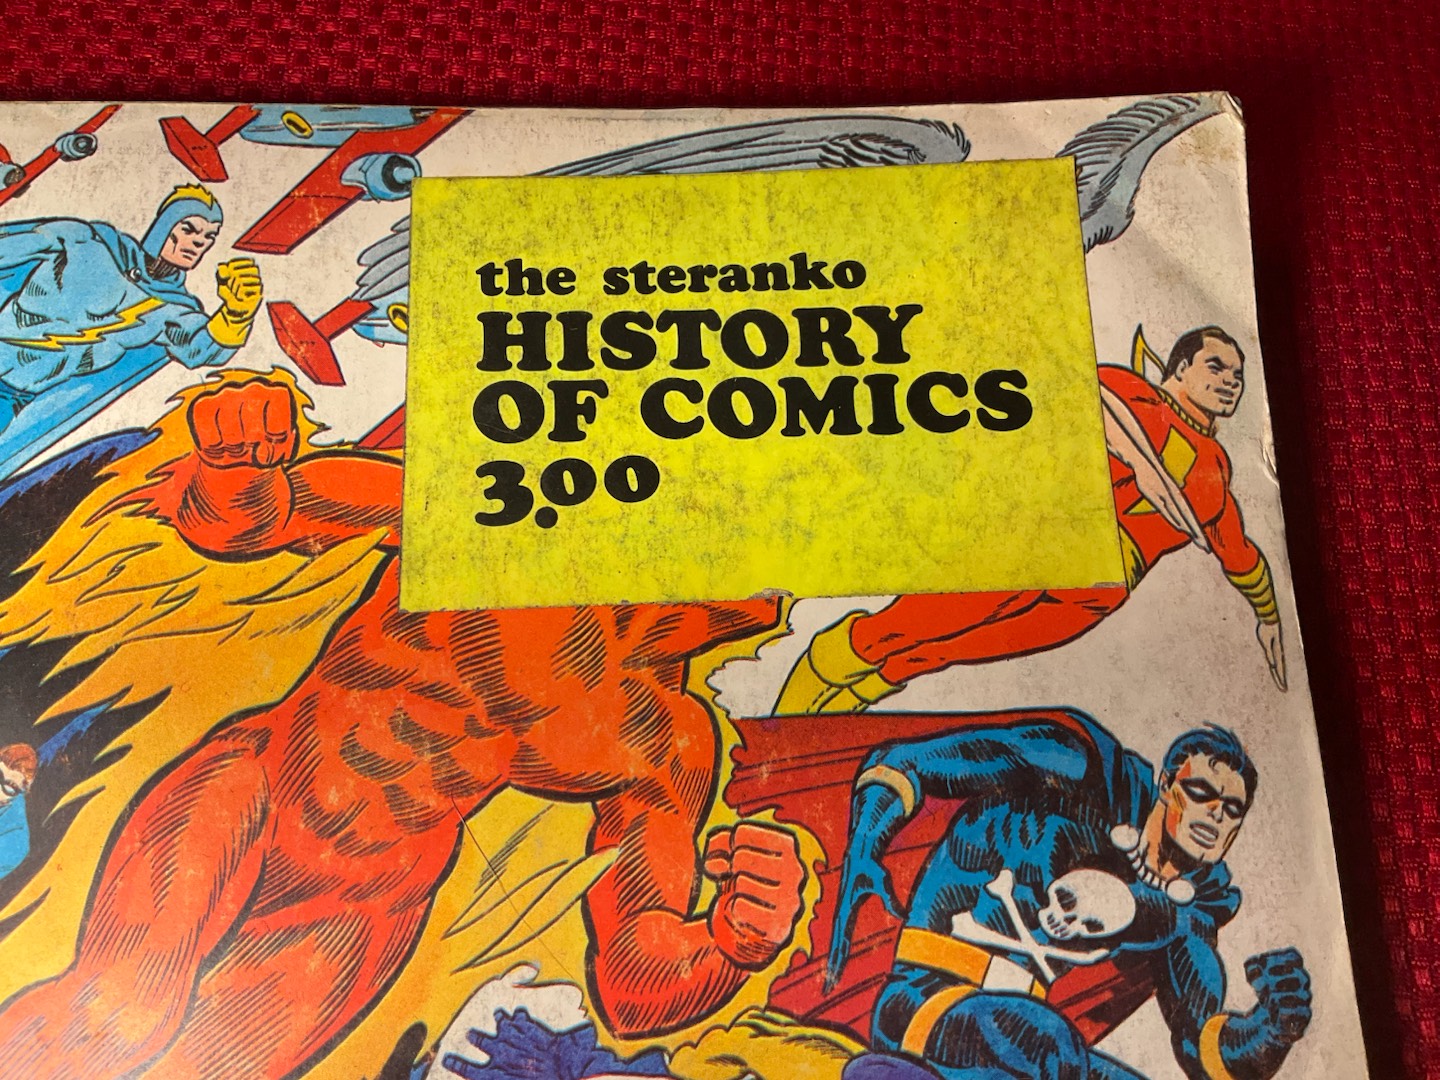 the steranko
HISTORY
OF COMICS
3.00